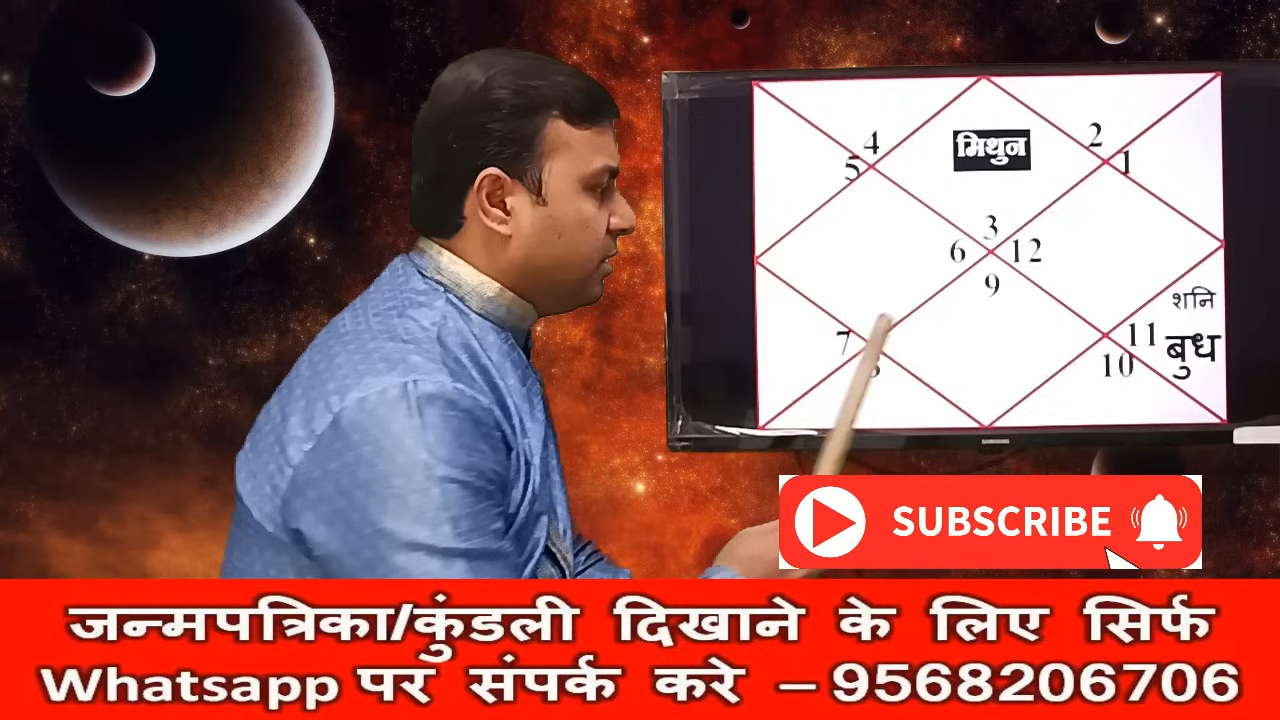 4
2
मिथुन
5
1
3
6
12
9
शनि
7
11
बुध
10
SUBSCRIBE
जन्मपत्रिका/कुंडली दिखाने के लिए सिर्फ
Whatsapp पर संपर्क करे – 9568206706